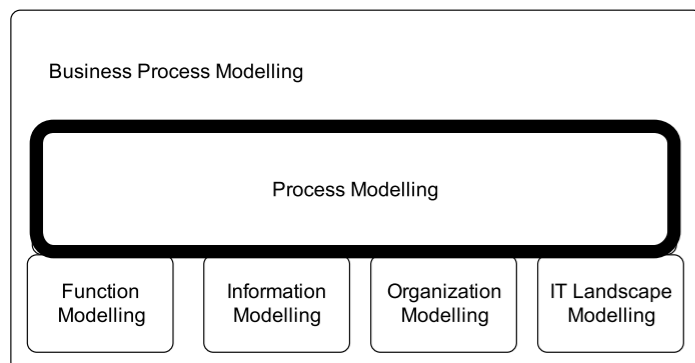 Business Process Modelling
Process Modelling
Function
Modelling
Information
Modelling
Organization
Modelling
IT Landscape
Modelling